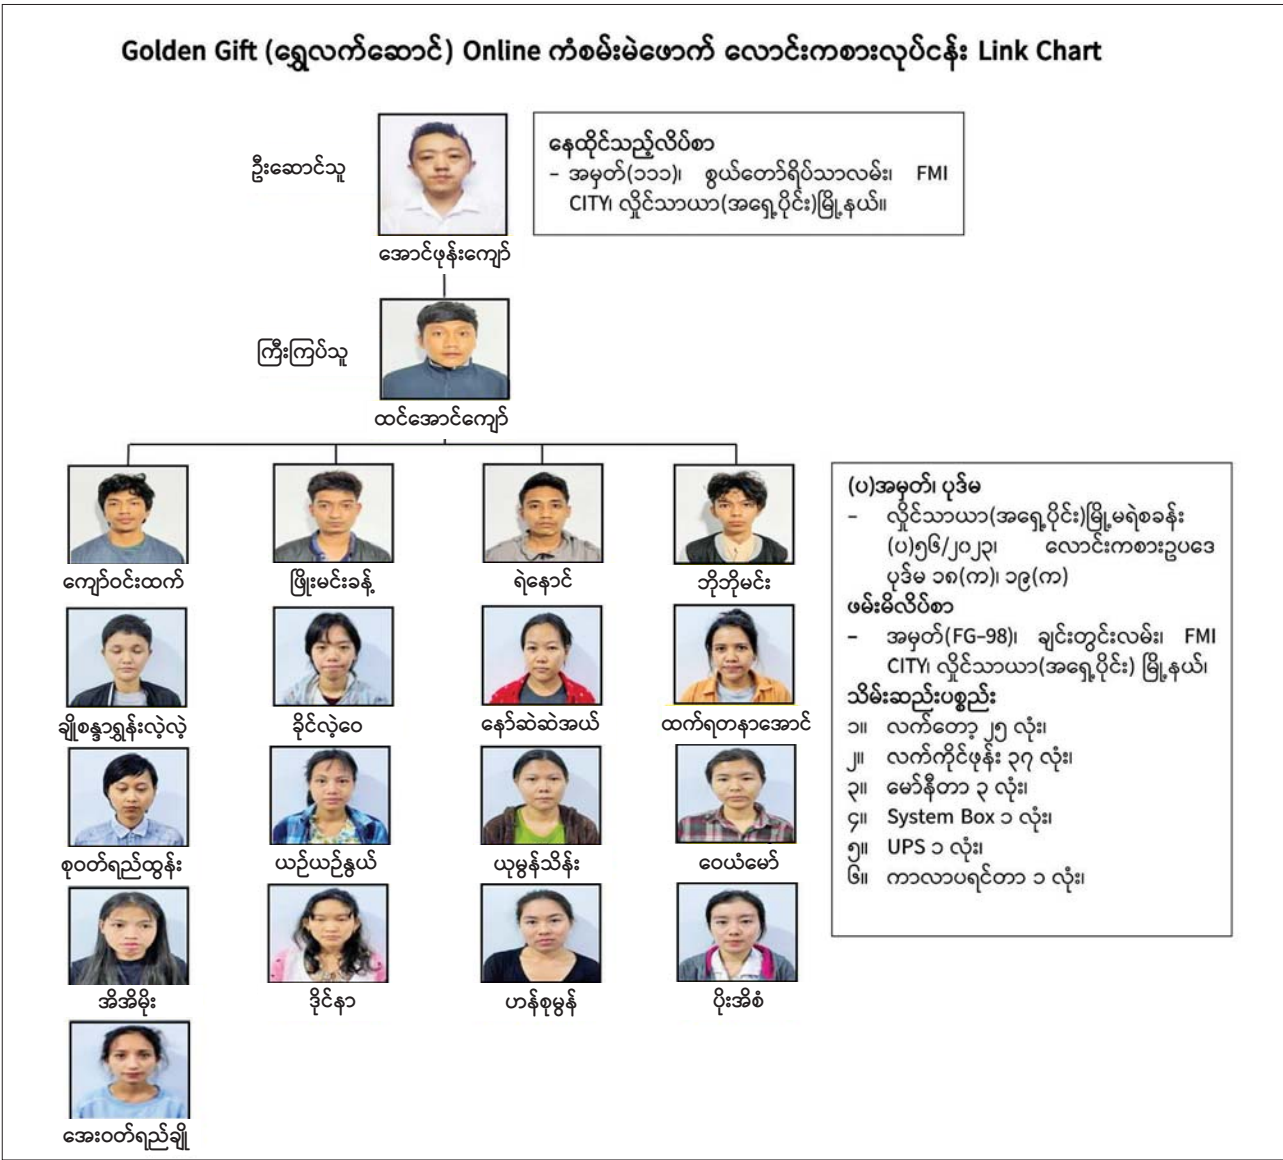 Golden Gift (ရွှေလက်ဆောင်) Online ကံစမ်းမဲဖောက် လောင်းကစားလုပ်ငန်း Link Chart
ဦးဆောင်သူ
အောင်ဖုန်းကျော်
နေထိုင်သည့်လိပ်စာ
– အမှတ်(၁၁၁)၊ စွယ်တော်ရိပ်သာလမ်း၊ FMI
CITY၊ လှိုင်သာယာ(အရှေ့ပိုင်း)မြို့နယ်။
ကြီးကြပ်သူ
ထင်အောင်ကျော်
ကျော်ဝင်းထက်
ဖြိုးမင်းခန့်
ရဲနောင်
ဘိုဘိုမင်း
ချိုစန္ဒာရွှန်းလဲ့လဲ့
ခိုင်လဲ့ဝေ
နော်ဆဲဆဲအယ်
ထက်ရတနာအောင်
စုဝတ်ရည်ထွန်း
ယဉ်ယဉ်နွယ်
ယုမွန်သိန်း
ဝေယံမော်
အိအိမိုး
ဒိုင်နာ
ဟန်စုမွန်
ပိုးအိစံ
အေးဝတ်ရည်ချို
(ပ)အမှတ်၊ ပုဒ်မ
– လှိုင်သာယာ(အရှေ့ပိုင်း)မြို့မရဲစခန်း
(ပ)၅၆/၂၀၂၃၊ လောင်းကစားဥပဒေ
ပုဒ်မ ၁၈(က)၊ ၁၉(က)
ဖမ်းမိလိပ်စာ
– အမှတ်(FG-98)၊ ချင်းတွင်းလမ်း၊ FMI
CITY၊ လှိုင်သာယာ(အရှေ့ပိုင်း) မြို့နယ်၊
သိမ်းဆည်းပစ္စည်း
၁။ လက်တော့ ၂၅ လုံး၊
၂။ လက်ကိုင်ဖုန်း ၃၇ လုံး၊
၃။ မော်နီတာ ၃ လုံး၊
၄။ System Box ၁ လုံး၊
၅။ UPS ၁ လုံး၊
၆။ ကာလာပရင်တာ ၁ လုံး၊